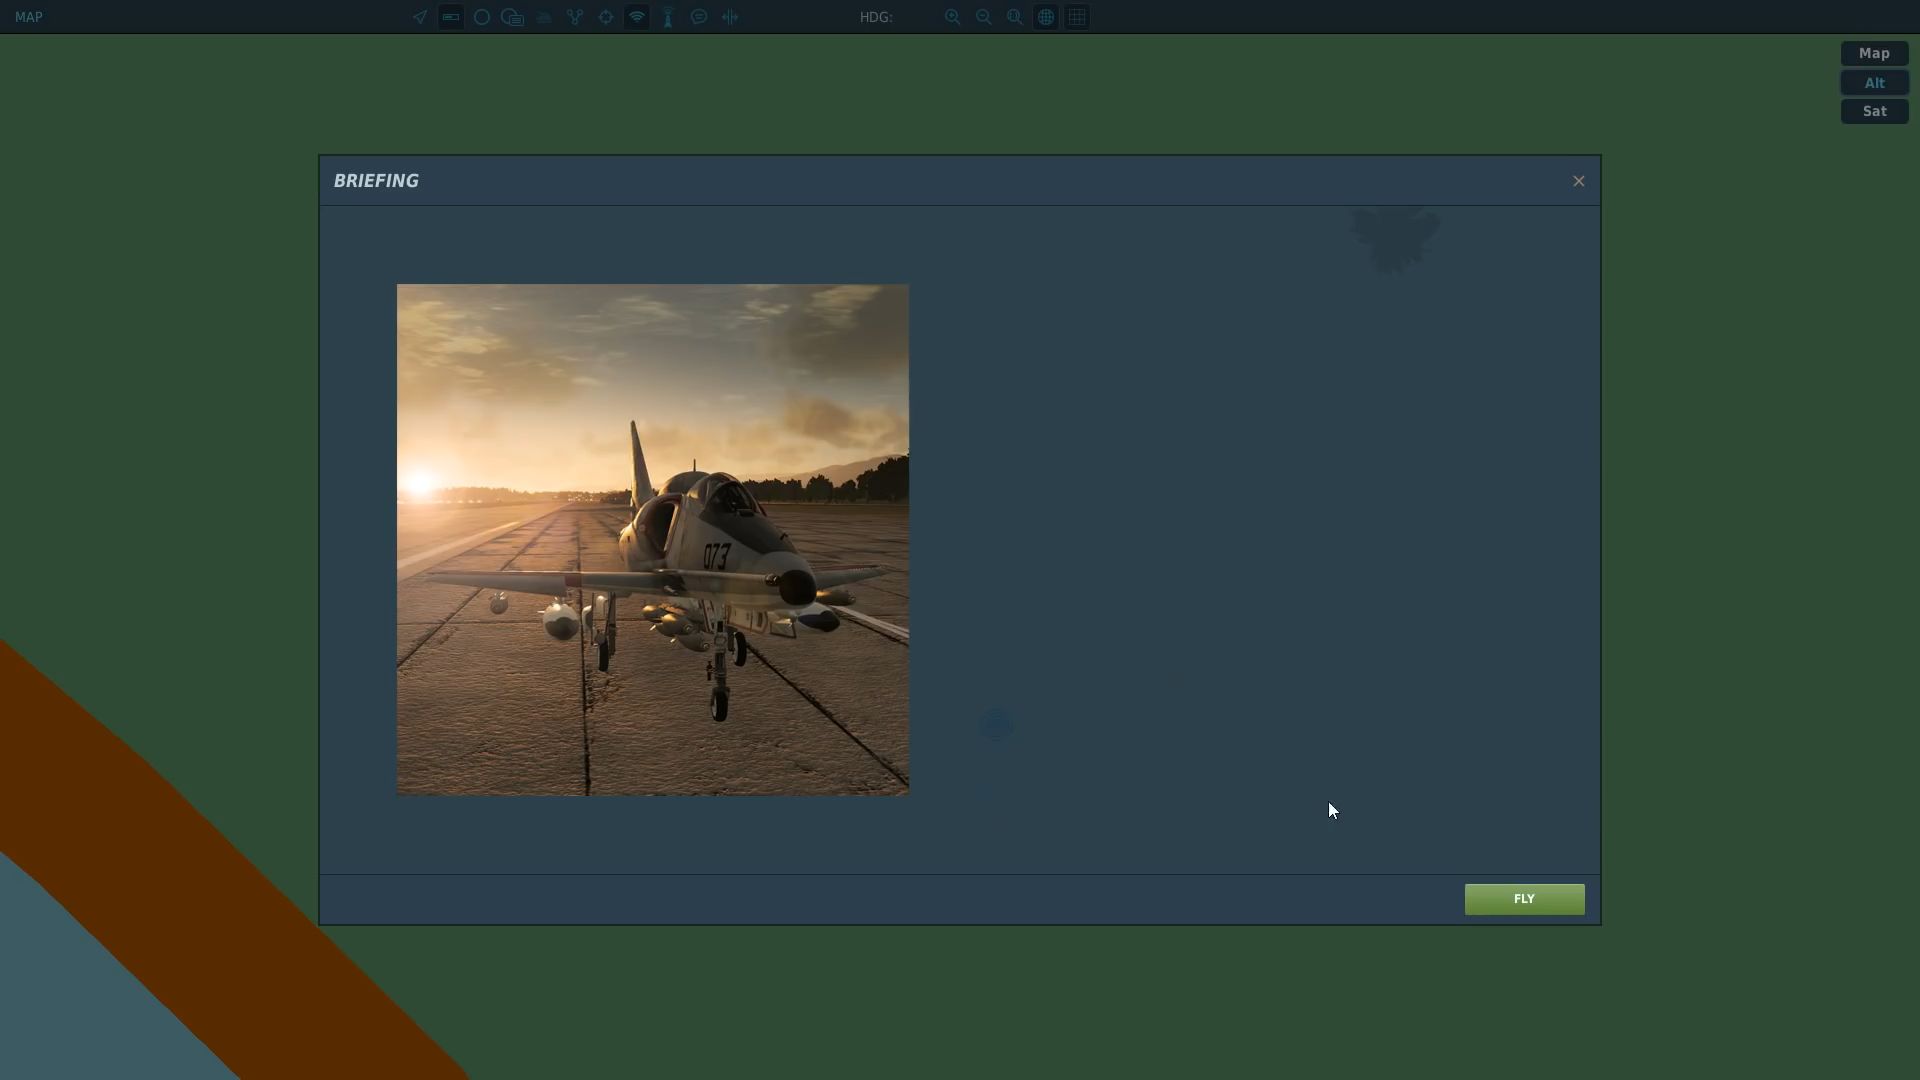 MAP
HDG:
Map
Alt
Sat
BRIEFING
073
FLY